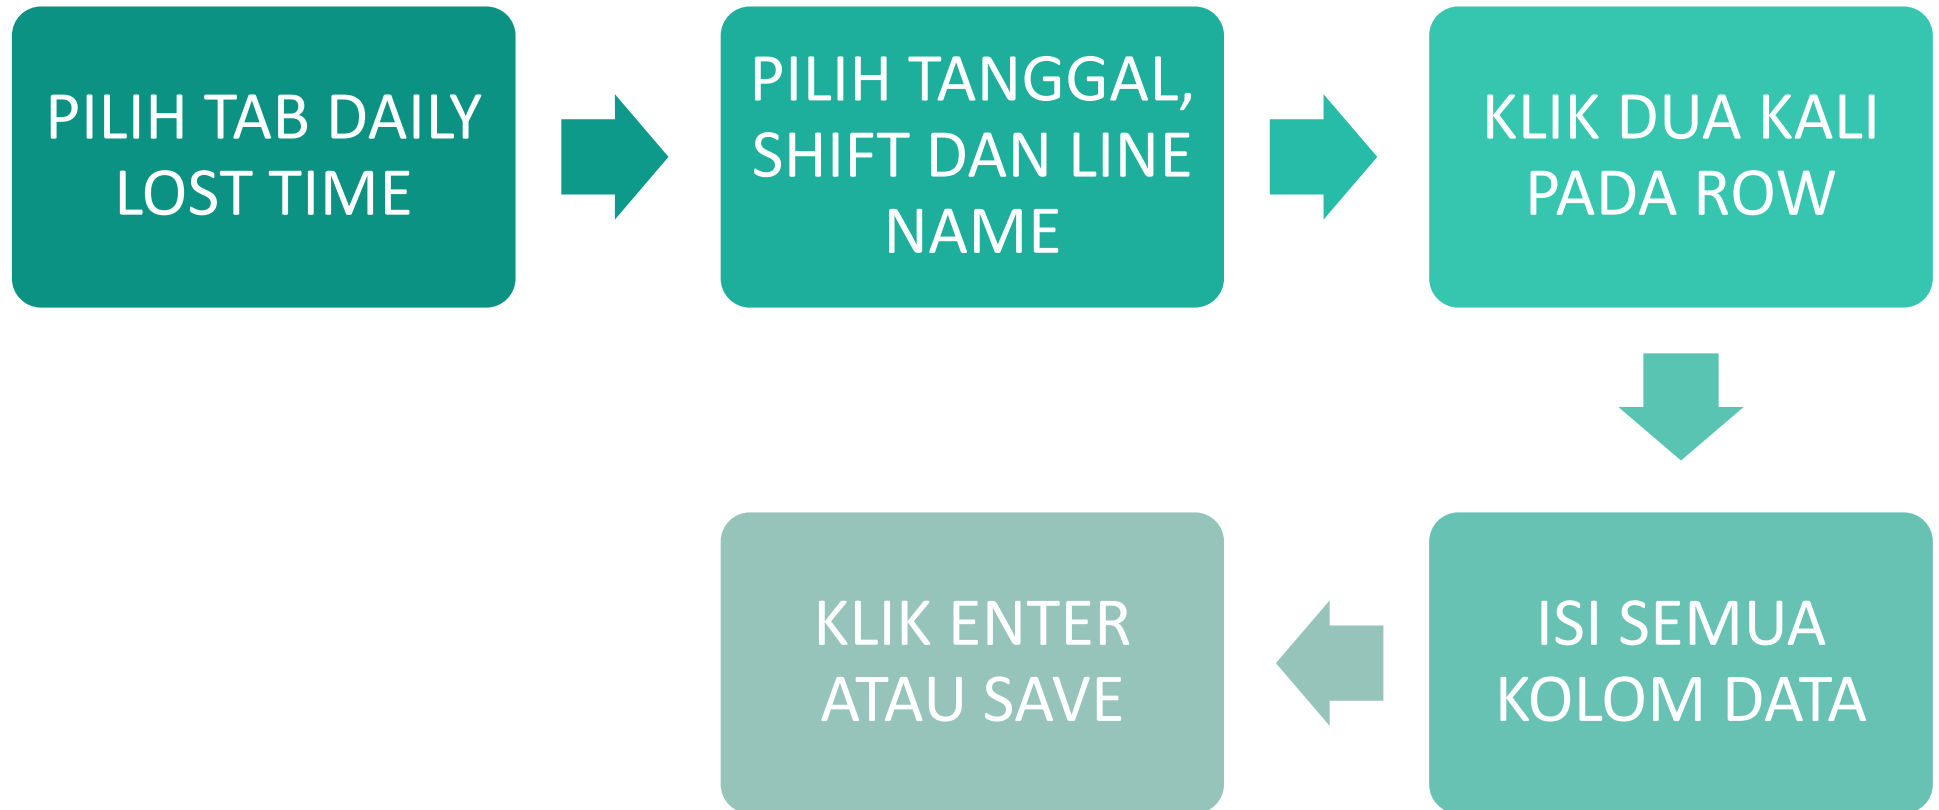 PILIH TAB DAILY
LOST TIME
PILIH TANGGAL,
SHIFT DAN LINE
NAME
KLIK DUA KALI
PADA ROW
ISI SEMUA
KOLOM DATA
KLIK ENTER
ATAU SAVE